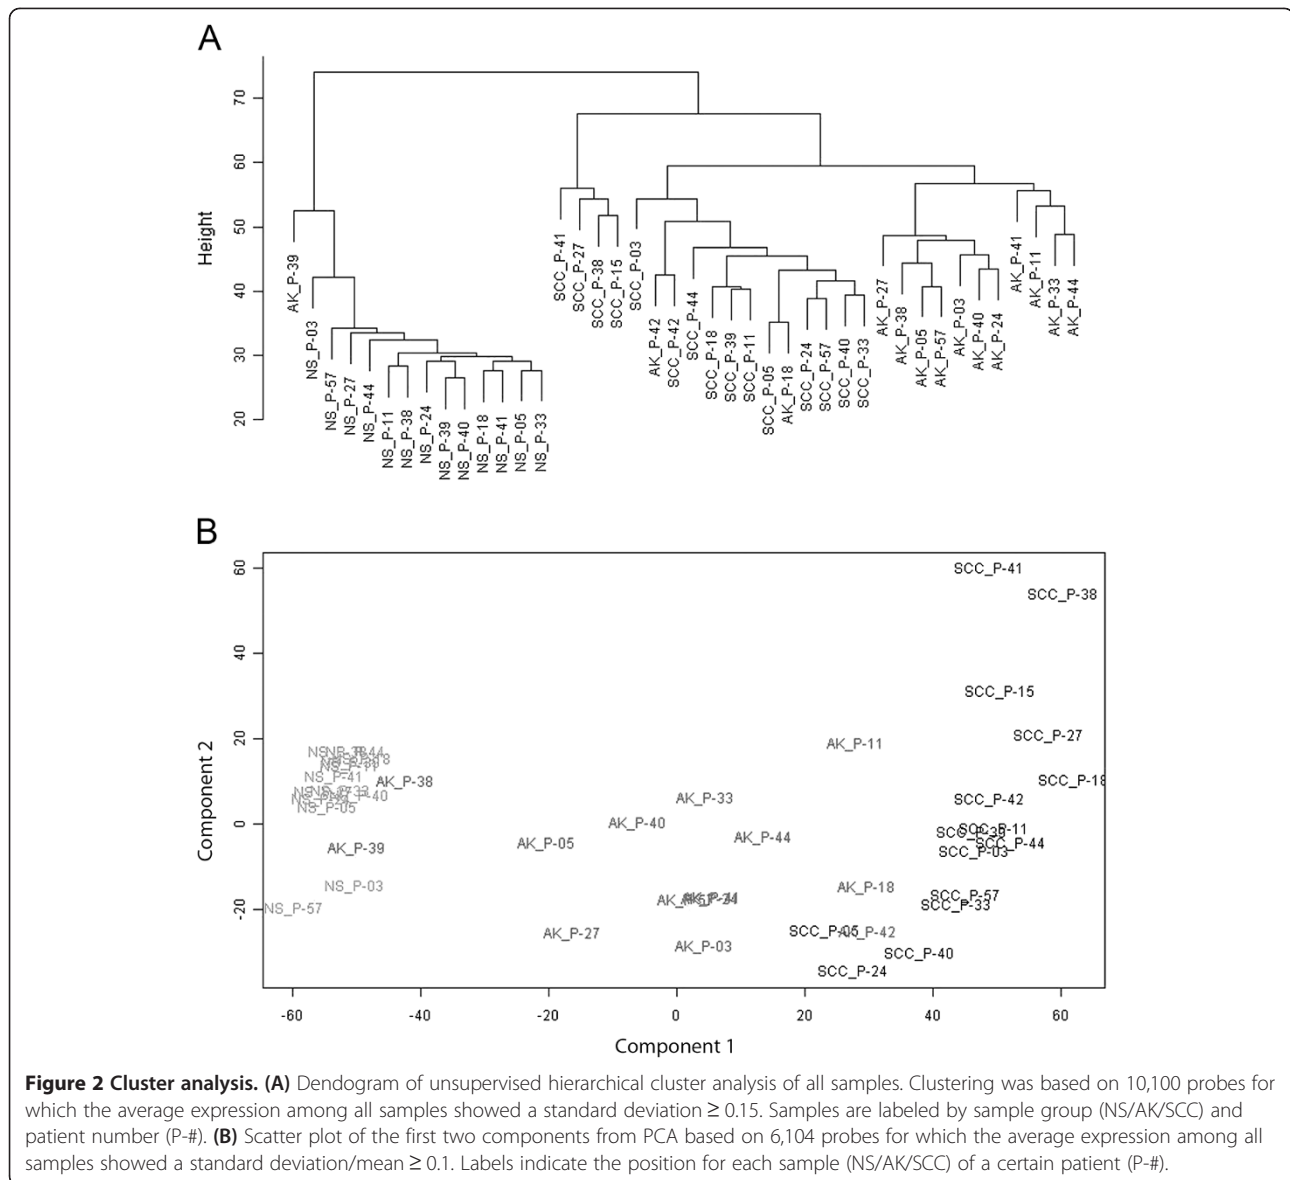 A
Height
70
60
50
40
30
20
AK_P-39
NS_P-03
NS_P-57
NS_P-27
NS_P-44
NS_P-11
NS_P-38
NS_P-24
NS_P-39
NS_P-40
NS_P-18
NS_P-41
NS_P-05
NS_P-33
SCC_P-41
SCC_P-27
SCC_P-38
SCC_P-15
SCC_P-03
AK_P-42
SCC_P-42
SCC_P-44
SCC_P-18
SCC_P-39
SCC_P-11
SCC_P-05
AK_P-18
SCC_P-24
SCC_P-57
SCC_P-40
SCC_P-33
AK_P-27
AK_P-38
AK_P-05
AK_P-57
AK_P-03
AK_P-40
AK_P-24
AK_P-41
AK_P-11
AK_P-33
AK_P-44
B
Component 2
60
40
20
0
-20
SCC_P-41
SCC_P-38
SCC_P-15
SCC_P-27
AK_P-11
SCC_P-18
NS_P-41
AK_P-38
NS_P-05
AK_P-33
SCC_P-42
AK_P-40
AK_P-05
AK_P-44
SCC_P-11
SCC_P-39
SCC_P-44
SCC_P-03
AK_P-39
NS_P-03
NS_P-57
AK_P-18
SCC_P-57
SCC_P-33
AK_P-27
AK_P-03
SCC_P-05
AK_P-42
SCC_P-40
SCC_P-24
-60 -40 -20 0 20 40 60
Component 1
Figure 2 Cluster analysis. (A) Dendogram of unsupervised hierarchical cluster analysis of all samples. Clustering was based on 10,100 probes for
which the average expression among all samples showed a standard deviation ≥ 0.15. Samples are labeled by sample group (NS/AK/SCC) and
patient number (P-#). (B) Scatter plot of the first two components from PCA based on 6,104 probes for which the average expression among all
samples showed a standard deviation/mean ≥ 0.1. Labels indicate the position for each sample (NS/AK/SCC) of a certain patient (P-#).